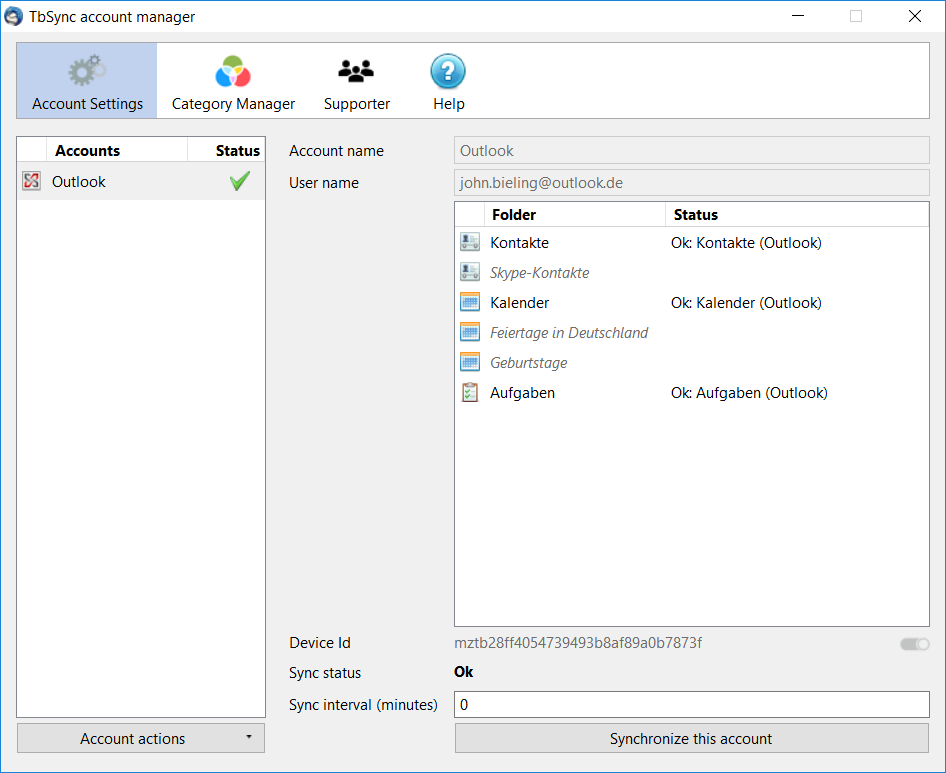 TbSync account manager
Account Settings
Category Manager
Supporter
Help
Accounts Status
Outlook
Account name Outlook
User name john.bieling@outlook.de
Folder Status
Kontakte Ok: Kontakte (Outlook)
Skype-Kontakte
Kalender Ok: Kalender (Outlook)
Feiertage in Deutschland
Geburtstage
Aufgaben Ok: Aufgaben (Outlook)
Device Id mztb28ff4054739493b8af89a0b7873f
Sync status Ok
Sync interval (minutes) 0
Account actions
Synchronize this account